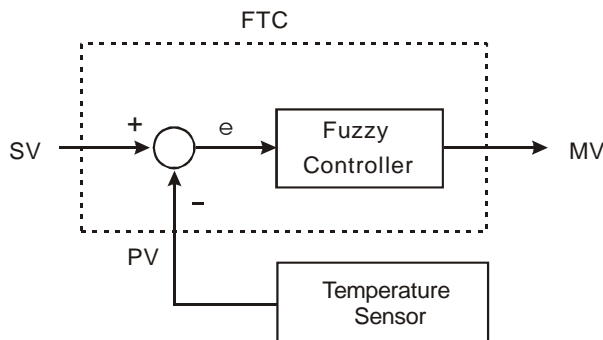 FTC
+
e
Fuzzy
Controller
SV
MV
-
PV
Temperature
Sensor